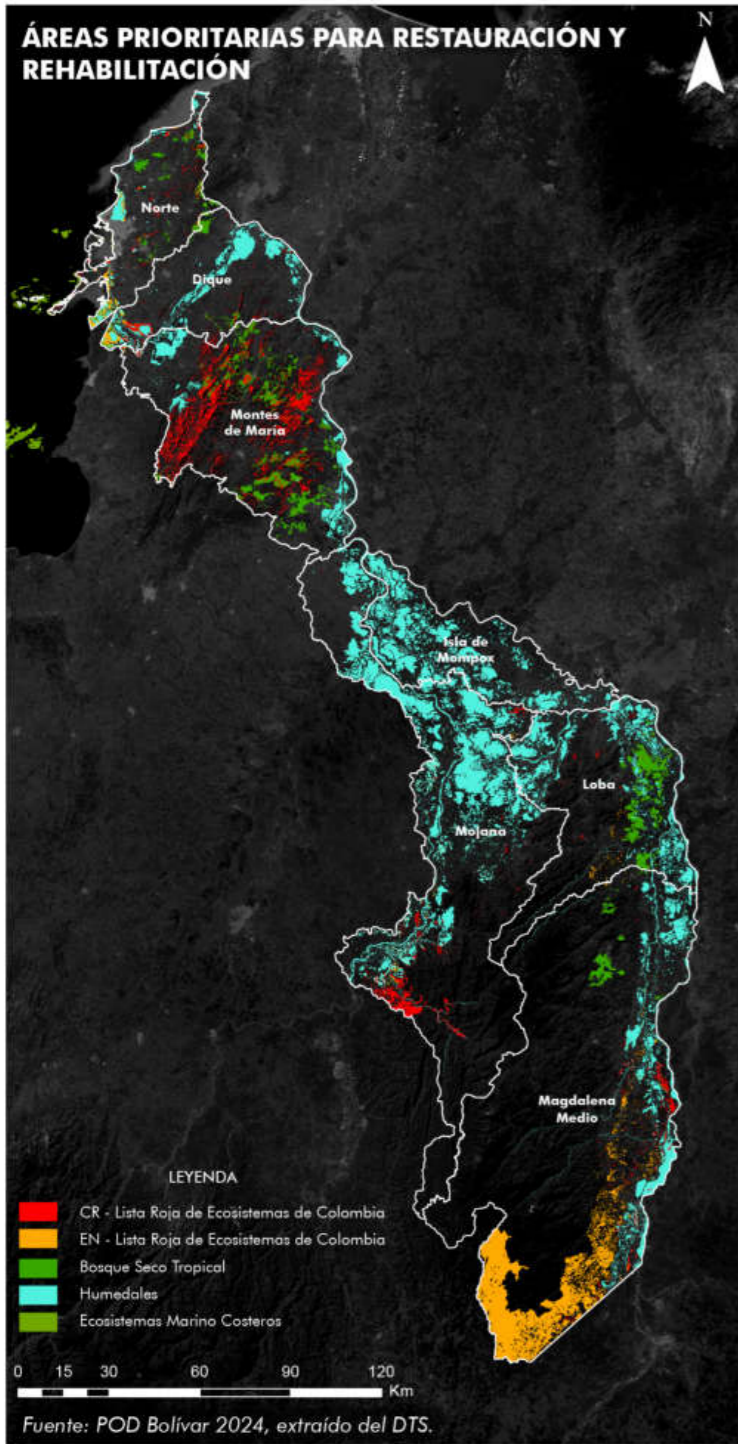 ÁREAS PRIORITARIAS PARA RESTAURACIÓN Y
REHABILITACIÓN
N
Norte
Dique
Montes
de María
Isla de
Mompox
Loba
Mojana
Magdalena
Medio
LEYENDA
CR - Lista Roja de Ecosistemas de Colombia
EN - Lista Roja de Ecosistemas de Colombia
Bosque Seco Tropical
Humedales
Ecosistemas Marino Costeros
0 15 30 60 90 120
Km
Fuente: POD Bolívar 2024, extraído del DTS.